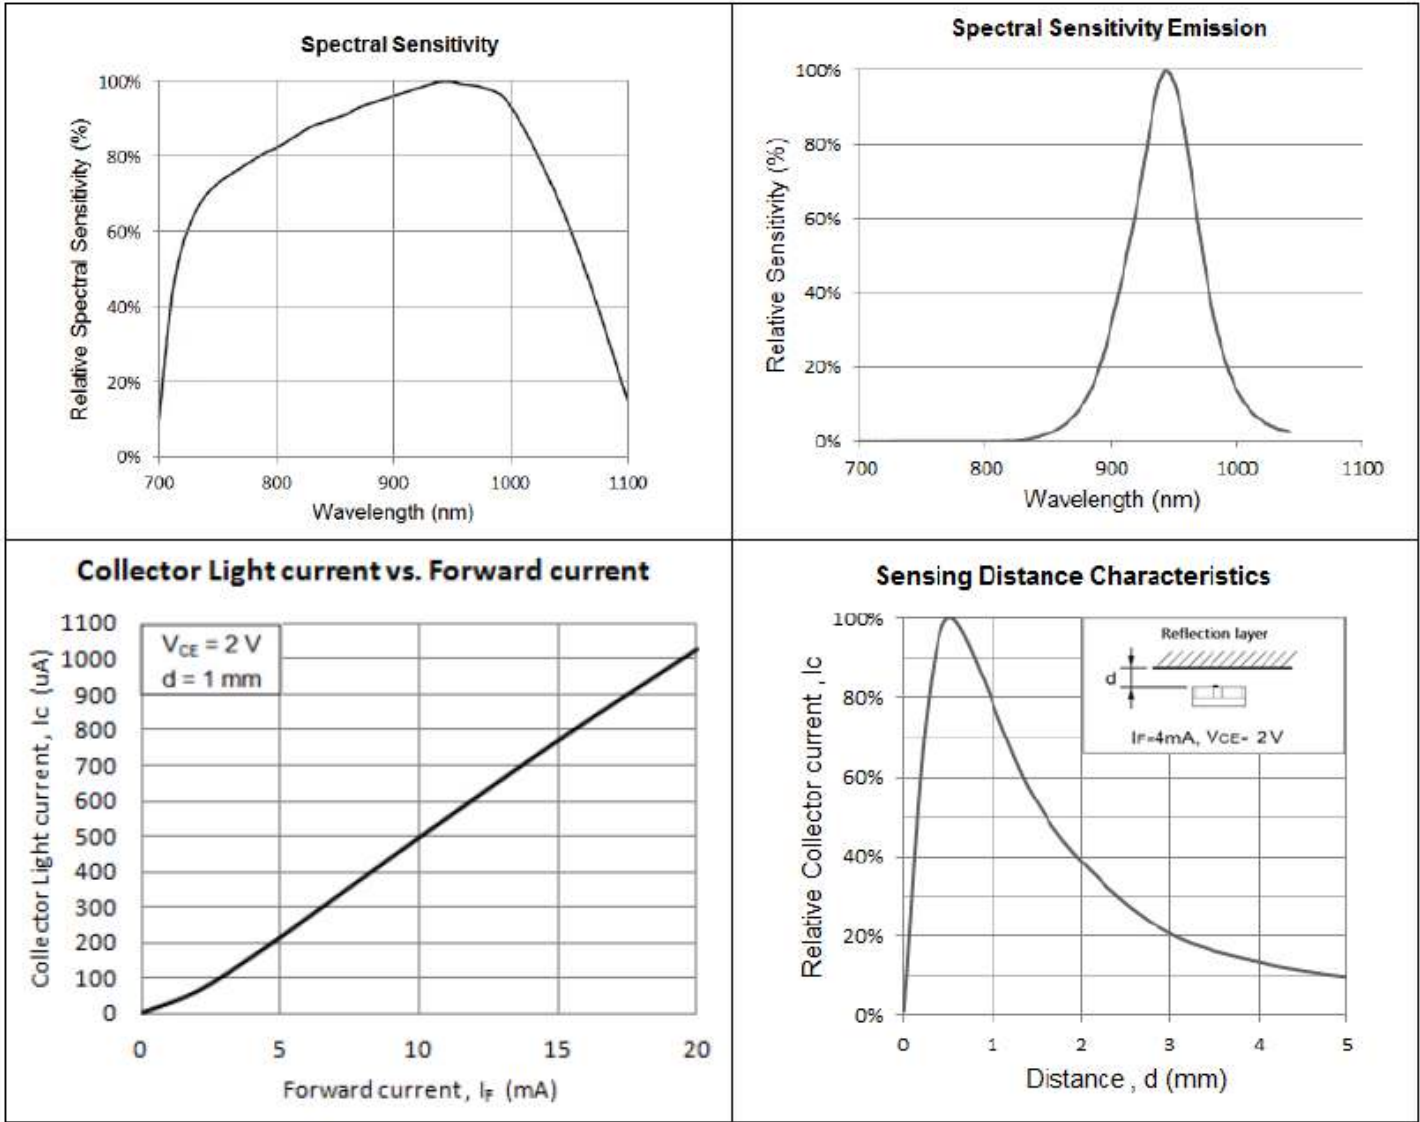 Spectral Sensitivity
Relative Spectral Sensitivity (%)
100%
80%
60%
40%
20%
0%
700 800 900 1000 1100
Wavelength (nm)
Spectral Sensitivity Emission
Relative Sensitivity (%)
100%
80%
60%
40%
20%
0%
700 800 900 1000 1100
Wavelength (nm)
Collector Light current vs. Forward current
Collector Light current, Ic (uA)
1100
1000
900
800
700
600
500
400
300
200
100
0
VCE = 2 V
d = 1 mm
0 5 10 15 20
Forward current, IF (mA)
Sensing Distance Characteristics
Relative Collector current, Ic
100%
80%
60%
40%
20%
0%
Reflection layer
d
IF=4mA, VCE- 2V
0 1 2 3 4 5
Distance, d (mm)